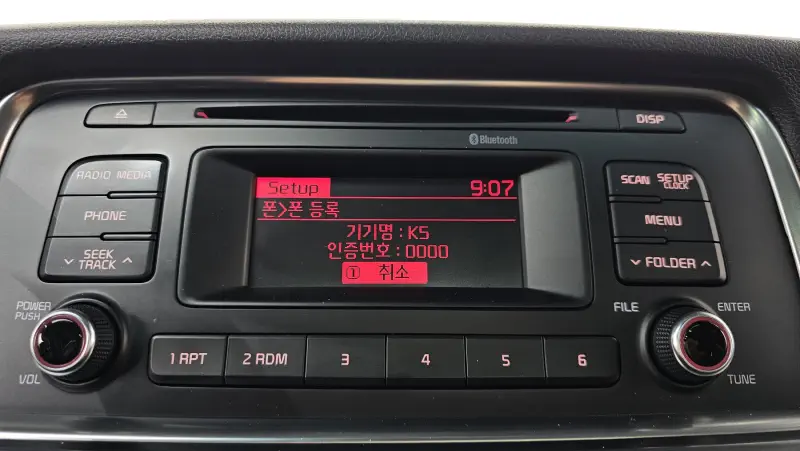 DISP
Bluetooth
RADIO MEDIA
PHONE
SEEK
TRACK
Setup 9:07
폰>폰 등록
기기명 : K5
인증번호 : 0000
① 취소
SCAN SETUP
CLOCK
MENU
FOLDER
POWER
PUSH
VOL
1 RPT 2 RDM 3 4 5 6
FILE ENTER
TUNE